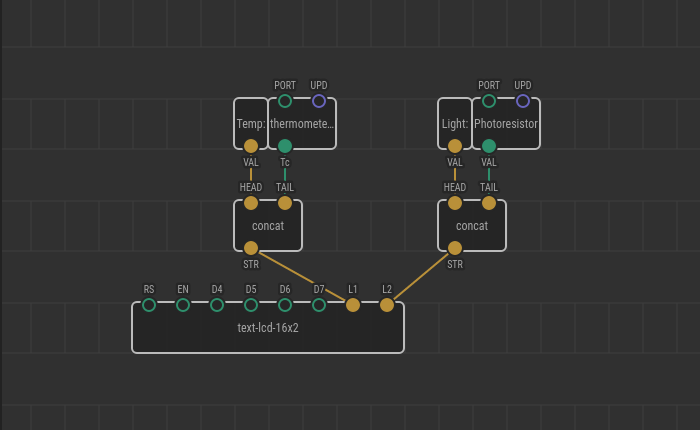 PORT UPD PORT UPD
Temp: thermomete… Light: Photoresistor
VAL Tc VAL VAL
HEAD TAIL HEAD TAIL
concat concat
STR STR
RS EN D4 D5 D6 D7 L1 L2
text-lcd-16x2